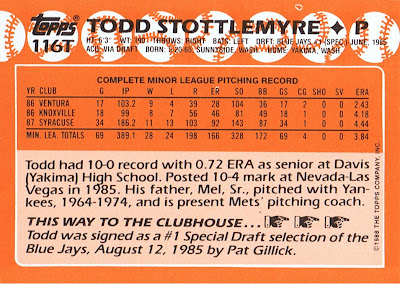 Topps TODD STOTTLEMYRE ♦ P
116T HT: 6'3" WT: 190 THROWS: RIGHT BATS: LEFT DRAFT: BLUE JAYS #1 (SPEC) JUNE, 1985
ACQ: VIA DRAFT BORN: 5-20-65, SUNNYSIDE, WASH HOME: YAKIMA, WASH
COMPLETE MINOR LEAGUE PITCHING RECORD
YR CLUB G IP W L R ER SO BB GS CG SHO SV ERA
86 VENTURA 17 103.2 9 4 39 28 104 36 17 2 0 0 2.43
86 KNOXVILLE 18 99 8 7 56 46 81 49 18 1 0 0 4.18
87 SYRACUSE 34 186.2 11 13 103 92 143 87 34 1 0 0 4.44
MIN. LEA. TOTALS 69 389.1 28 24 198 166 328 172 69 4 0 0 3.84
Todd had 10-0 record with 0.72 ERA as senior at Davis
(Yakima) High School. Posted 10-4 mark at Nevada-Las
Vegas in 1985. His father, Mel, Sr., pitched with Yan-
kees, 1964-1974, and is present Mets' pitching coach.
THIS WAY TO THE CLUBHOUSE...
Todd was signed as a #1 Special Draft selection of the
Blue Jays, August 12, 1985 by Pat Gillick.
©1988 THE TOPPS COMPANY, INC.